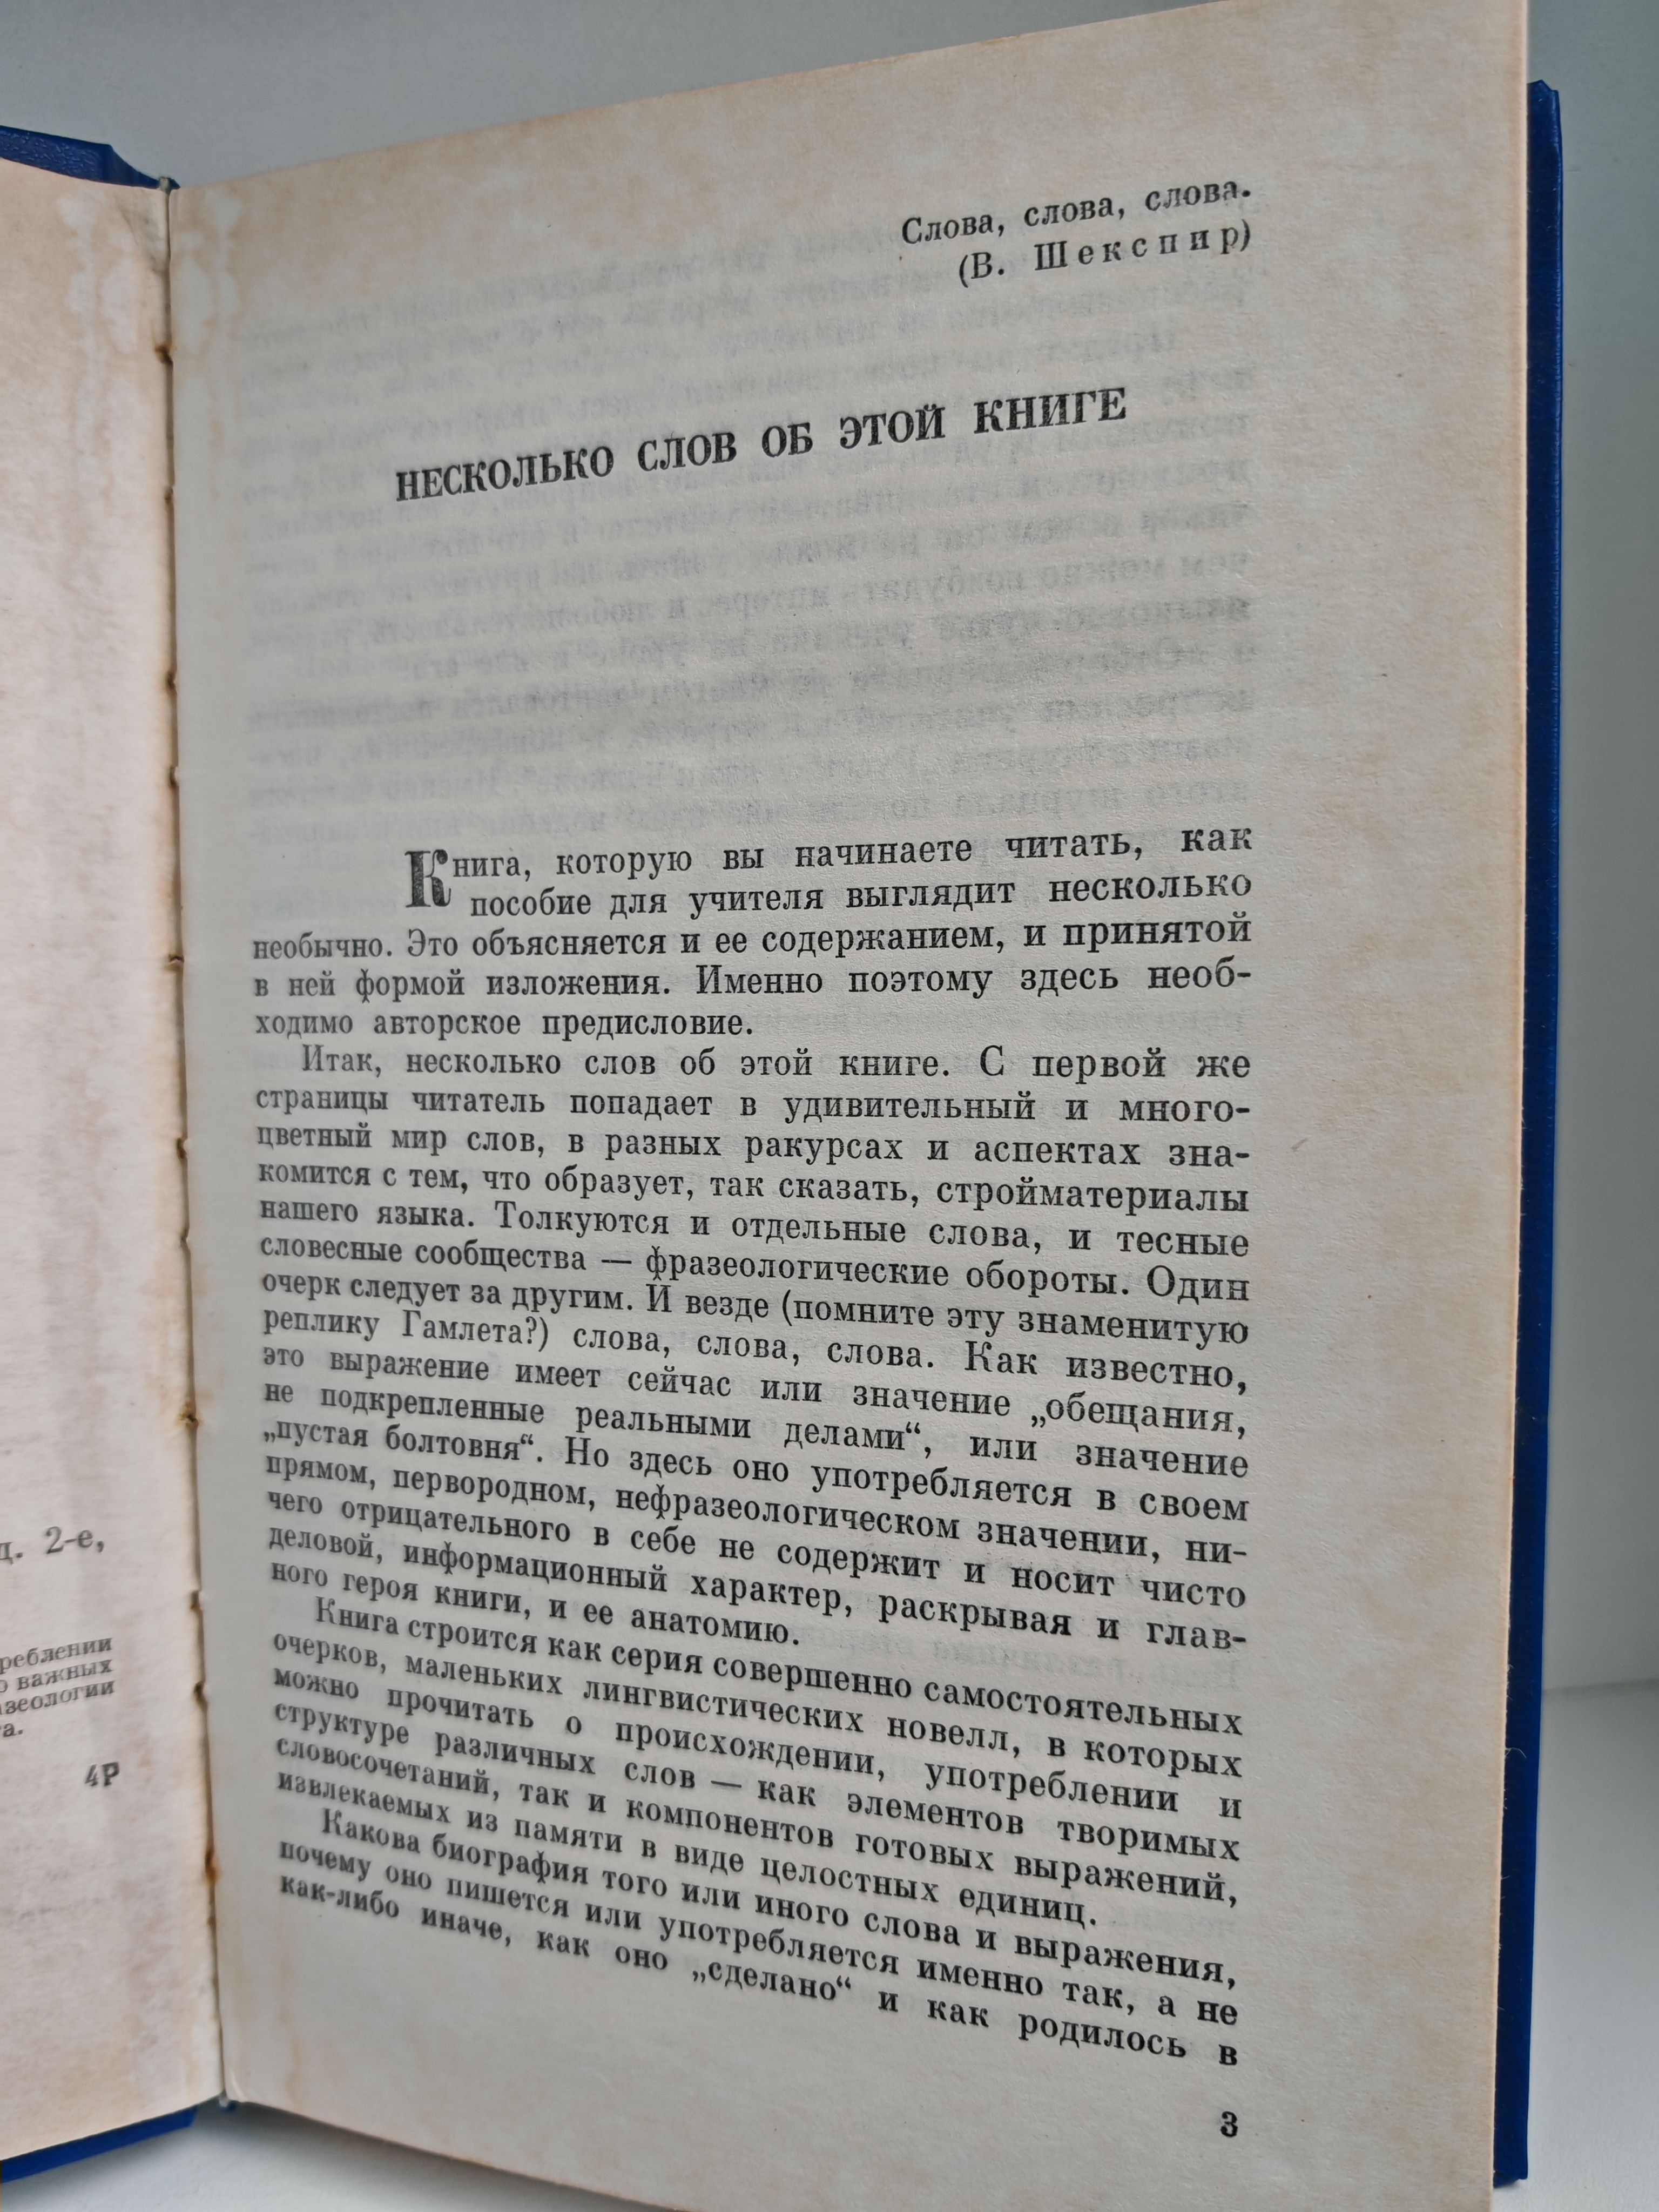 д. 2-е,
реблении
о важных
азеологии
та.
4Р
Слова, слова, слова.
(В. Шекспир)
НЕСКОЛЬКО СЛОВ ОБ ЭТОЙ КНИГЕ
Книга, которую вы начинаете читать, как
пособие для учителя выглядит несколько
необычно. Это объясняется и ее содержанием, и принятой
в ней формой изложения. Именно поэтому здесь необ-
ходимо авторское предисловие.
Итак, несколько слов об этой книге. С первой же
страницы читатель попадает в удивительный и много-
цветный мир слов, в разных ракурсах и аспектах зна-
комится с тем, что образует, так сказать, стройматериалы
нашего языка. Толкуются и отдельные слова, и тесные
словесные сообщества — фразеологические обороты. Один
очерк следует за другим. И везде (помните эту знаменитую
реплику Гамлета?) слова, слова, слова. Как известно,
это выражение имеет сейчас или значение „обещания,
не подкрепленные реальными делами“, или значение
„пустая болтовня“. Но здесь оно употребляется в своем
прямом, первородном, нефразеологическом значении, ни-
чего отрицательного в себе не содержит и носит чисто
деловой, информационный характер, раскрывая и глав-
ного героя книги, и ее анатомию.
Книга строится как серия совершенно самостоятельных
очерков, маленьких лингвистических новелл, в которых
можно прочитать о происхождении, употреблении и
структуре различных слов — как элементов творимых
словосочетаний, так и компонентов готовых выражений,
извлекаемых из памяти в виде целостных единиц.
Какова биография того или иного слова и выражения,
почему оно пишется или употребляется именно так, а не
как-либо иначе, как оно „сделано“ и как родилось в
3